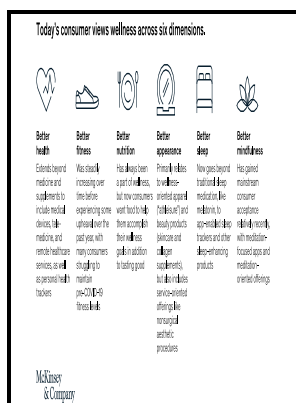 Today's consumer views wellness across six dimensions.
Better
health
Extends beyond
medicine and
supplements to
include medical
devices, tele-
medicine, and
remote healthcare
services, as well
as personal health
trackers
Better
fitness
Was steadily
increasing over
time before
experiencing some
upheaval over the
past year, with
many consumers
struggling to
maintain
pre–COVID-19
fitness levels
Better
nutrition
Has always been
a part of wellness,
but now consumers
want food to help
them accomplish
their wellness
goals in addition
to tasting good
Better
appearance
Primarily relates
to wellness-
oriented apparel
("athleisure") and
beauty products
(skincare and
collagen
supplements),
but also includes
service-oriented
offerings like
nonsurgical
aesthetic
procedures
Better
sleep
Now goes beyond
traditional sleep
medication, like
melatonin, to
app-enabled sleep
trackers and other
sleep-enhancing
products
Better
mindfulness
Has gained
mainstream
consumer
acceptance
relatively recently,
with meditation-
focused apps and
meditation-
oriented offerings
McKinsey
& Company